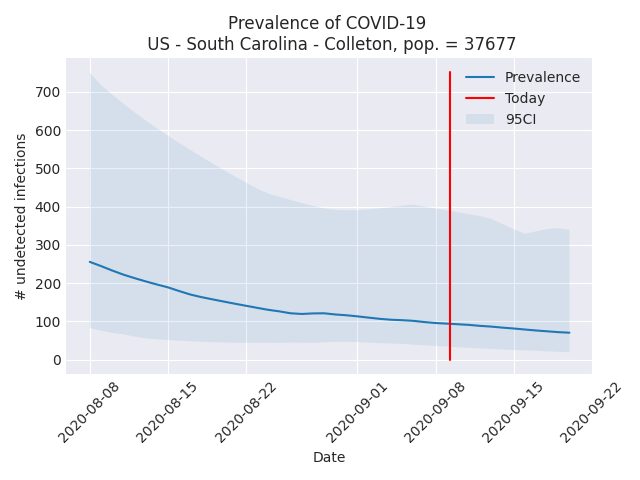 Prevalence of COVID-19
US - South Carolina - Colleton, pop. = 37677
Prevalence
Today
95CI
# undetected infections
700
600
500
400
300
200
100
0
2020-08-08
2020-08-15
2020-08-22
2020-09-01
2020-09-08
2020-09-15
2020-09-22
Date